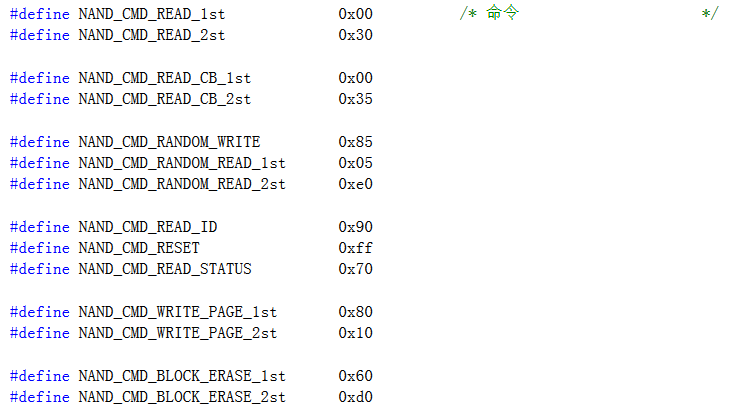 #define NAND_CMD_READ_1st 0x00 /* 命令 */
#define NAND_CMD_READ_2st 0x30
#define NAND_CMD_READ_CB_1st 0x00
#define NAND_CMD_READ_CB_2st 0x35
#define NAND_CMD_RANDOM_WRITE 0x85
#define NAND_CMD_RANDOM_READ_1st 0x05
#define NAND_CMD_RANDOM_READ_2st 0xe0
#define NAND_CMD_READ_ID 0x90
#define NAND_CMD_RESET 0xff
#define NAND_CMD_READ_STATUS 0x70
#define NAND_CMD_WRITE_PAGE_1st 0x80
#define NAND_CMD_WRITE_PAGE_2st 0x10
#define NAND_CMD_BLOCK_ERASE_1st 0x60
#define NAND_CMD_BLOCK_ERASE_2st 0xd0